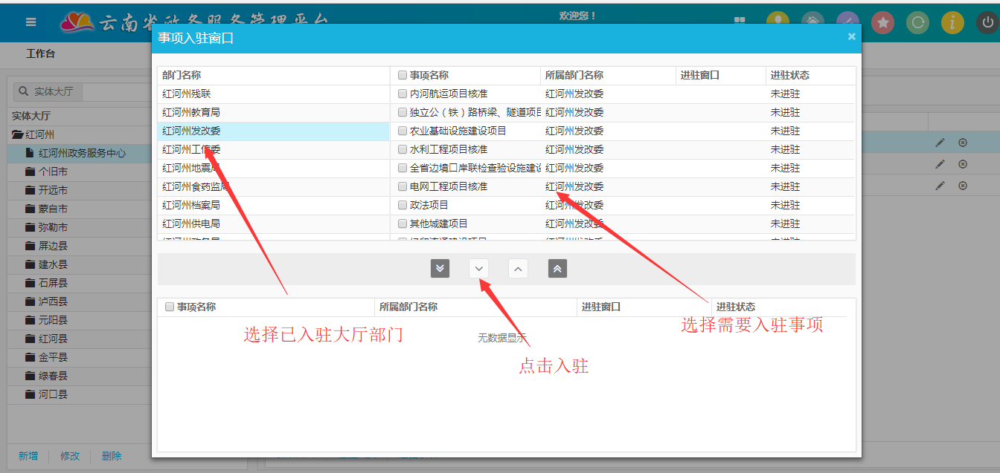 云南省政务服务管理平台
欢迎您！
工作台
事项入驻窗口
实体大厅
实体大厅
红河州
红河州政务服务中心
个旧市
开远市
蒙自市
弥勒市
屏边县
建水县
石屏县
泸西县
元阳县
红河县
金平县
绿春县
河口县
新增 修改 删除
部门名称
红河州残联
红河州教育局
红河州发改委
红河州工信委
红河州地震局
红河州食药监局
红河州档案局
红河州供电局
事项名称 所属部门名称 进驻窗口 进驻状态
内河航运项目核准 红河州发改委 未进驻
独立公（铁）路桥梁、隧道项目 红河州发改委 未进驻
农业基础设施建设项目 红河州发改委 未进驻
水利工程项目核准 红河州发改委 未进驻
全省边境口岸联检查验设施建设 红河州发改委 未进驻
电网工程项目核准 红河州发改委 未进驻
政法项目 红河州发改委 未进驻
其他城建项目 红河州发改委 未进驻
事项名称 所属部门名称 进驻窗口 进驻状态
无数据显示
选择已入驻大厅部门
点击入驻
选择需要入驻事项